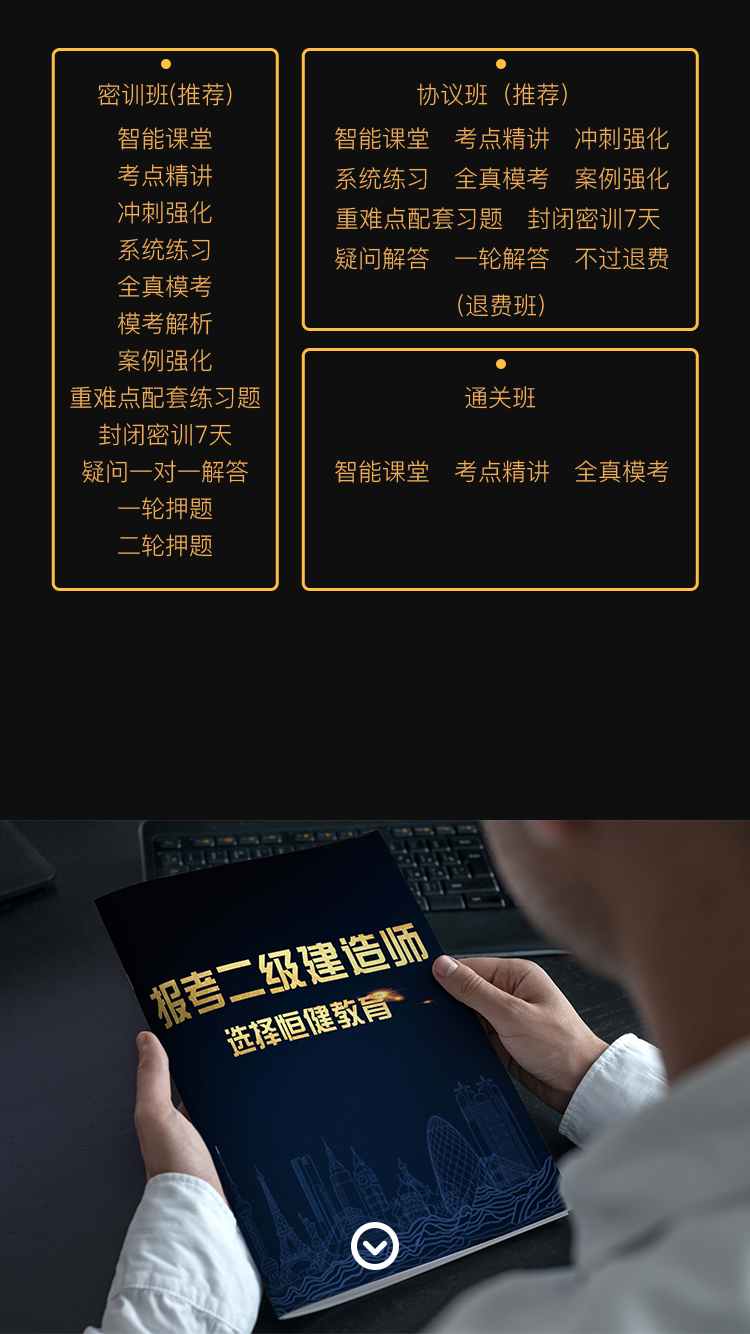 密训班(推荐)
智能课堂
考点精讲
冲刺强化
系统练习
全真模考
模考解析
案例强化
重难点配套练习题
封闭密训7天
疑问一对一解答
一轮押题
二轮押题
协议班（推荐）
智能课堂 考点精讲 冲刺强化
系统练习 全真模考 案例强化
重难点配套习题 封闭密训7天
疑问解答 一轮解答 不过退费
(退费班)
通关班
智能课堂 考点精讲 全真模考
报考二级建造师
选择恒健教育